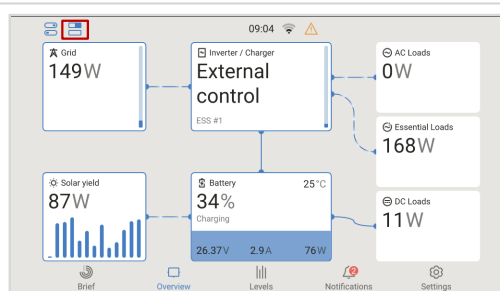 09:04
Grid
149W
Inverter / Charger
External
control
ESS #1
AC Loads
0W
Essential Loads
168W
Solar yield
87W
Battery
25°C
34%
Charging
26.37V
2.9A
76W
DC Loads
11W
2
Brief
Overview
Levels
Notifications
Settings